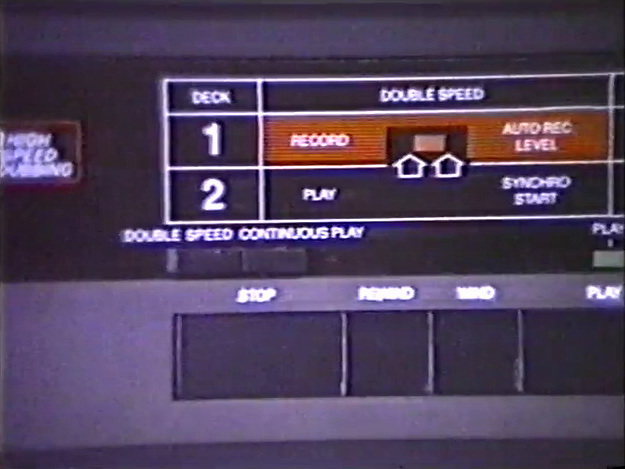 DECK
DOUBLE SPEED
HIGH
SPEED
DUBBING
1
RECORD
AUTO REC
LEVEL
2
PLAY
SYNCHRO
START
DOUBLE SPEED CONTINUOUS PLAY
PLAY
STOP
REWIND
WIND
PLAY